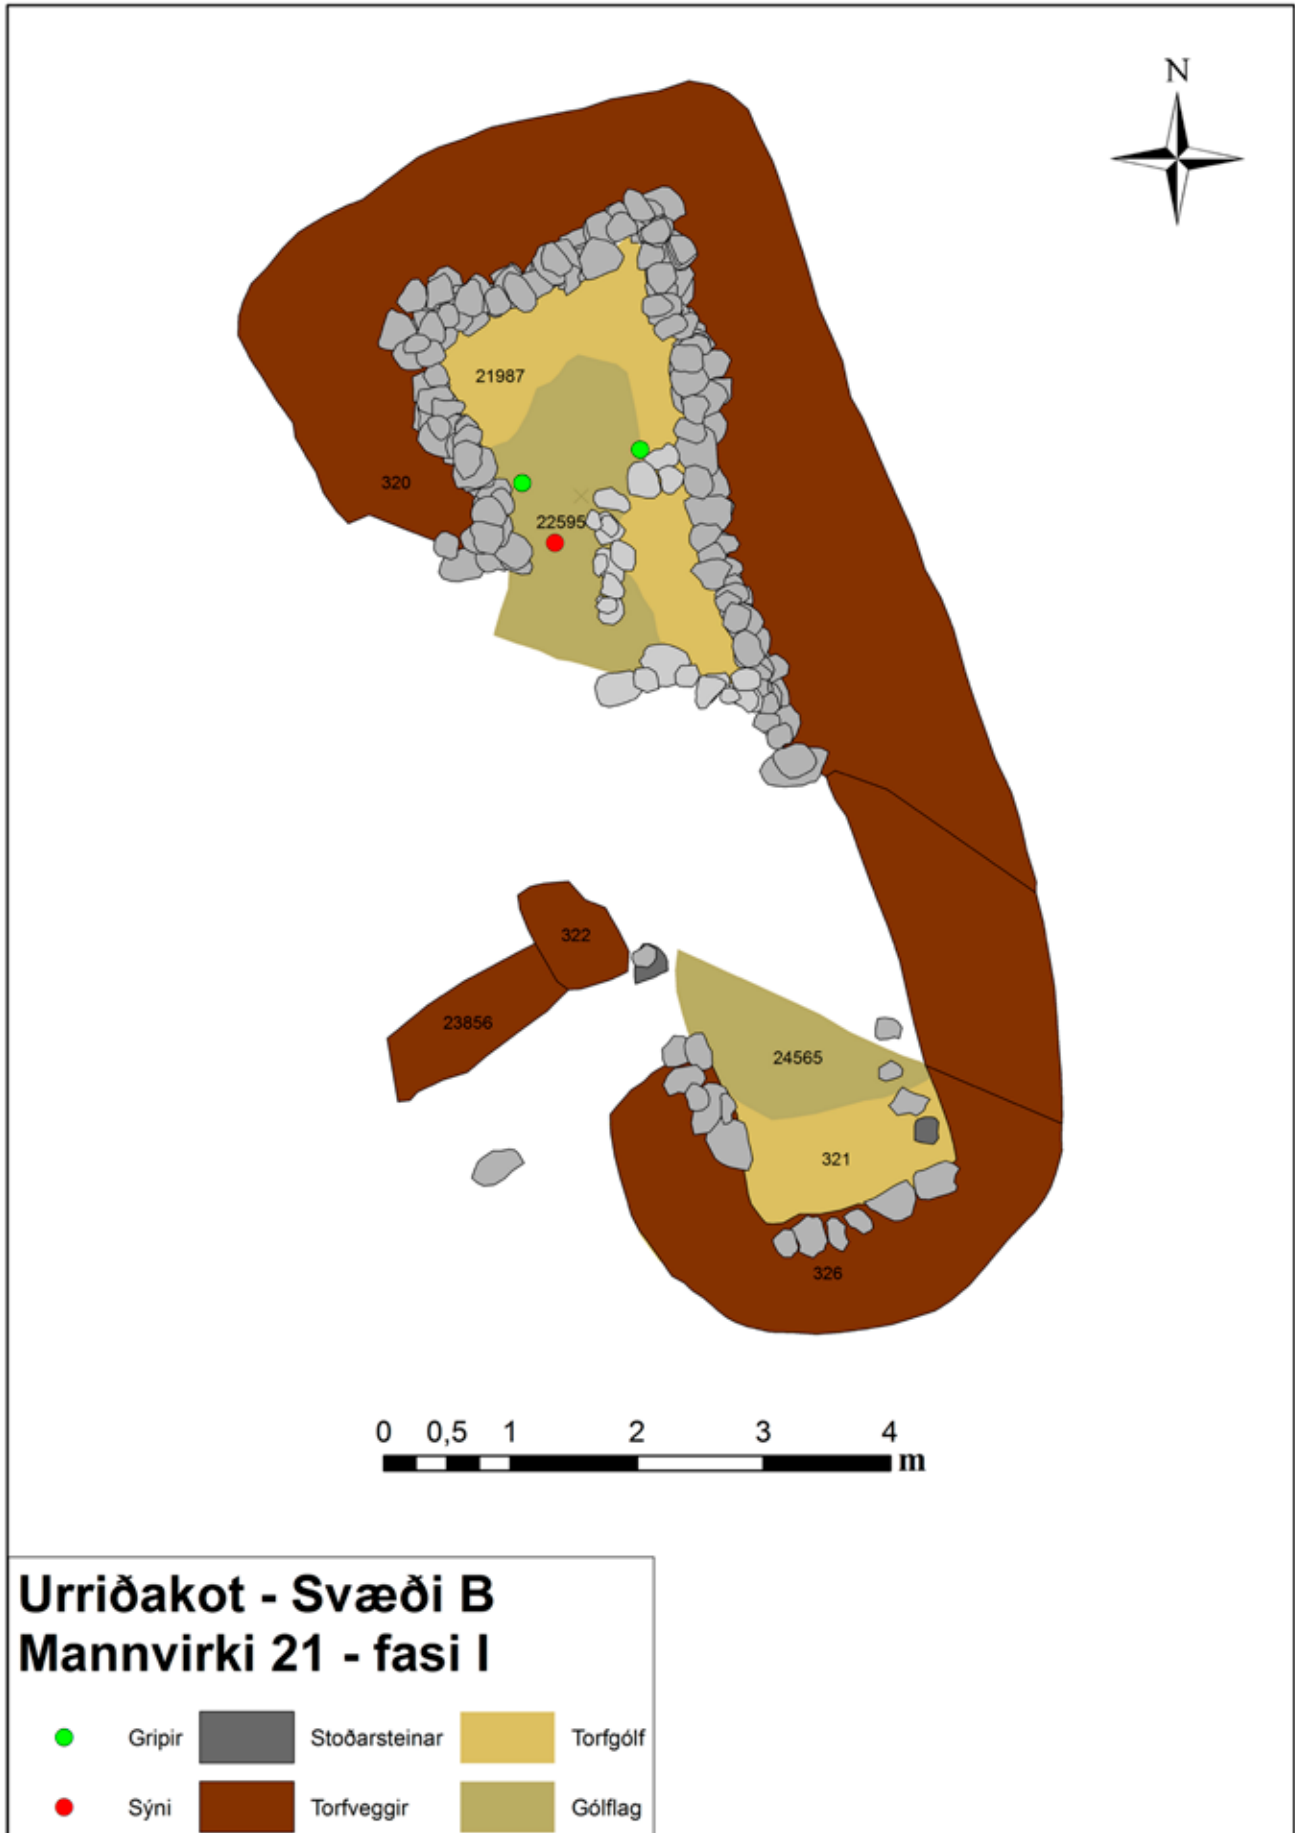 N
21987
320
22595
322
23856
24565
321
326
0 0,5 1 2 3 4
m
Urriðakot - Svæði B
Mannvirki 21 - fasi I
Gripir Stoðarsteinar Torfgólf
Sýni Torfveggir Gólflag